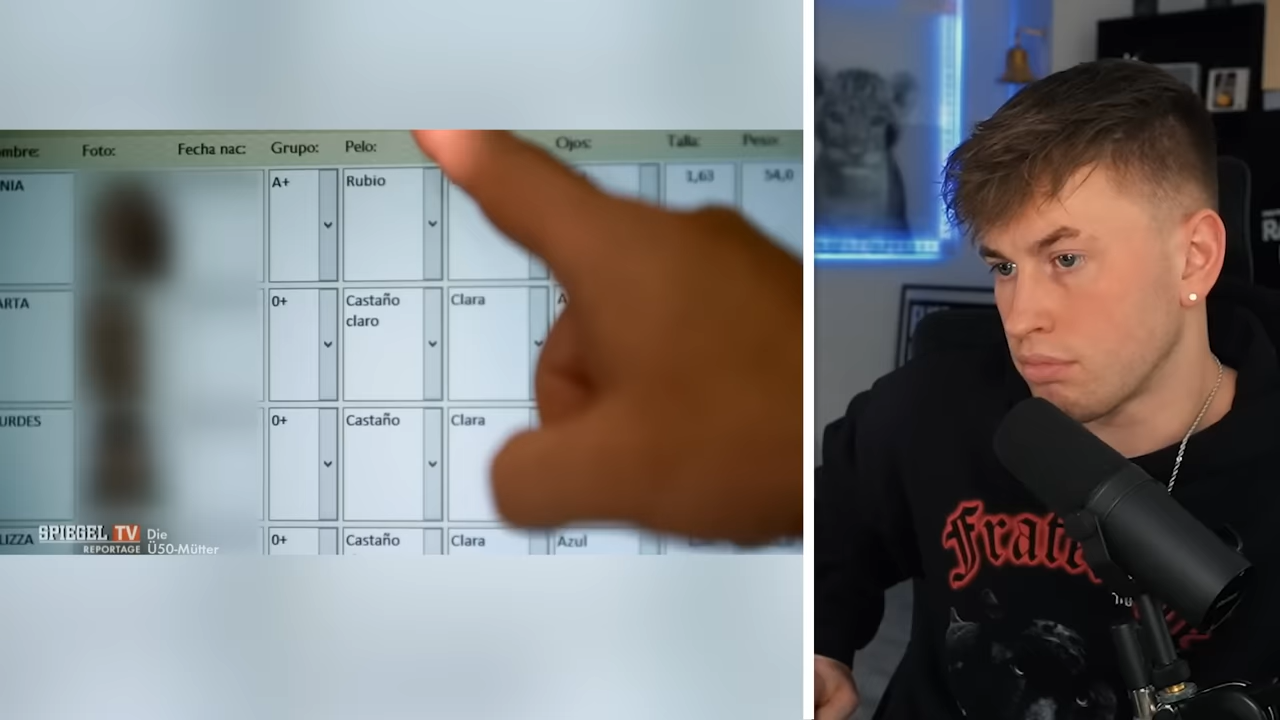 ombre: Foto: Fecha nac: Grupo: Pelo: Ojos: Talla: Peso:
NIA A+ Rubio 1,63 54,0
ARTA 0+ Castaño claro Clara A
URDES 0+ Castaño Clara
LIZZA 0+ Castaño Clara Azul
SPIEGEL TV
REPORTAGE
Die
Ü50-Mütter
Frat